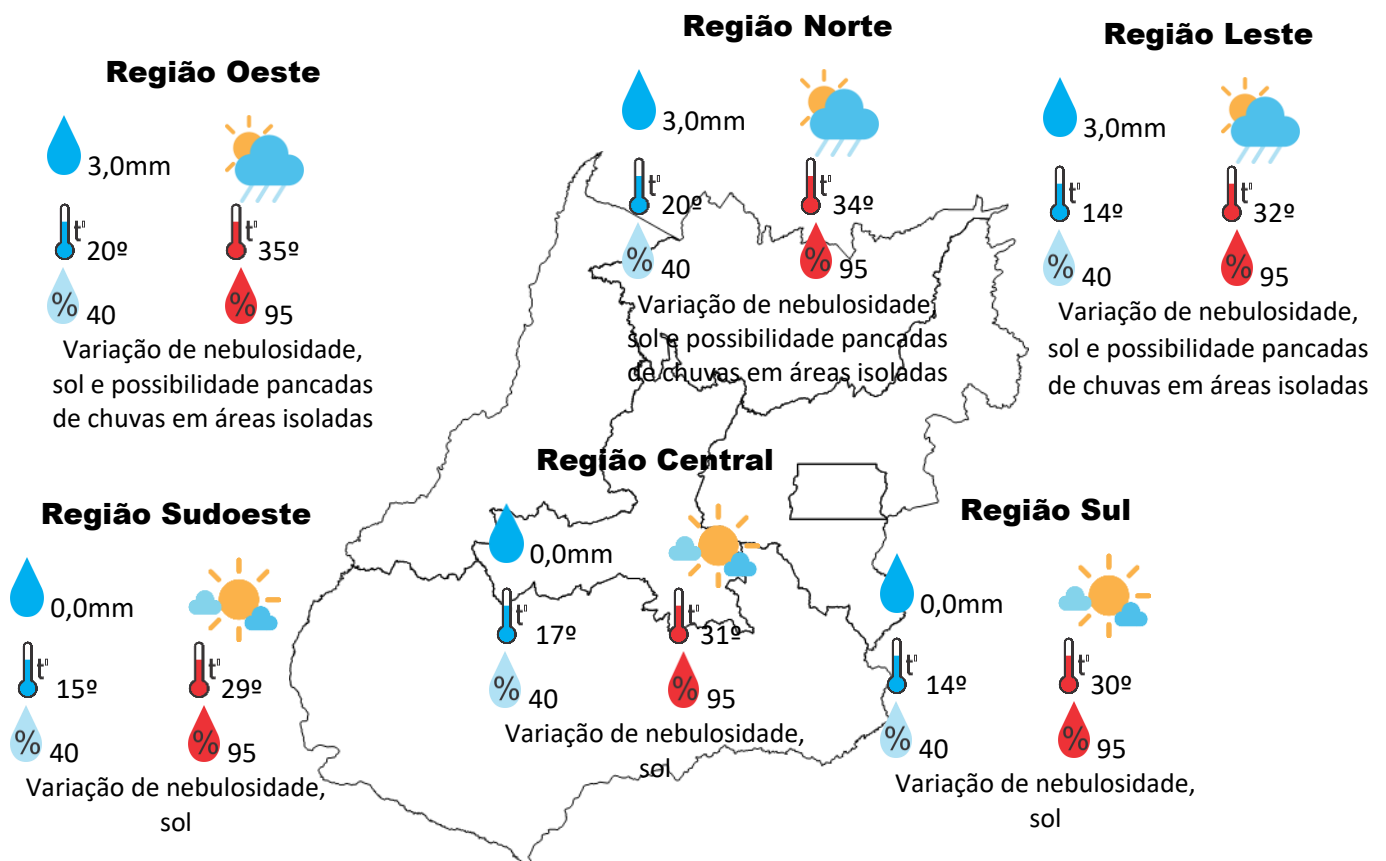 Região Oeste
3,0mm
t°
20º
t°
35º
%
40
%
95
Variação de nebulosidade,
sol e possibilidade pancadas
de chuvas em áreas isoladas
Região Norte
3,0mm
t°
20º
t°
34º
%
40
%
95
Variação de nebulosidade,
sol e possibilidade pancadas
de chuvas em áreas isoladas
Região Leste
3,0mm
t°
14º
t°
32º
%
40
%
95
Variação de nebulosidade,
sol e possibilidade pancadas
de chuvas em áreas isoladas
Região Sudoeste
0,0mm
t°
15º
t°
29º
%
40
%
95
Variação de nebulosidade,
sol
Região Central
0,0mm
t°
17º
t°
31º
%
40
%
95
Variação de nebulosidade,
sol
Região Sul
0,0mm
t°
14º
t°
30º
%
40
%
95
Variação de nebulosidade,
sol